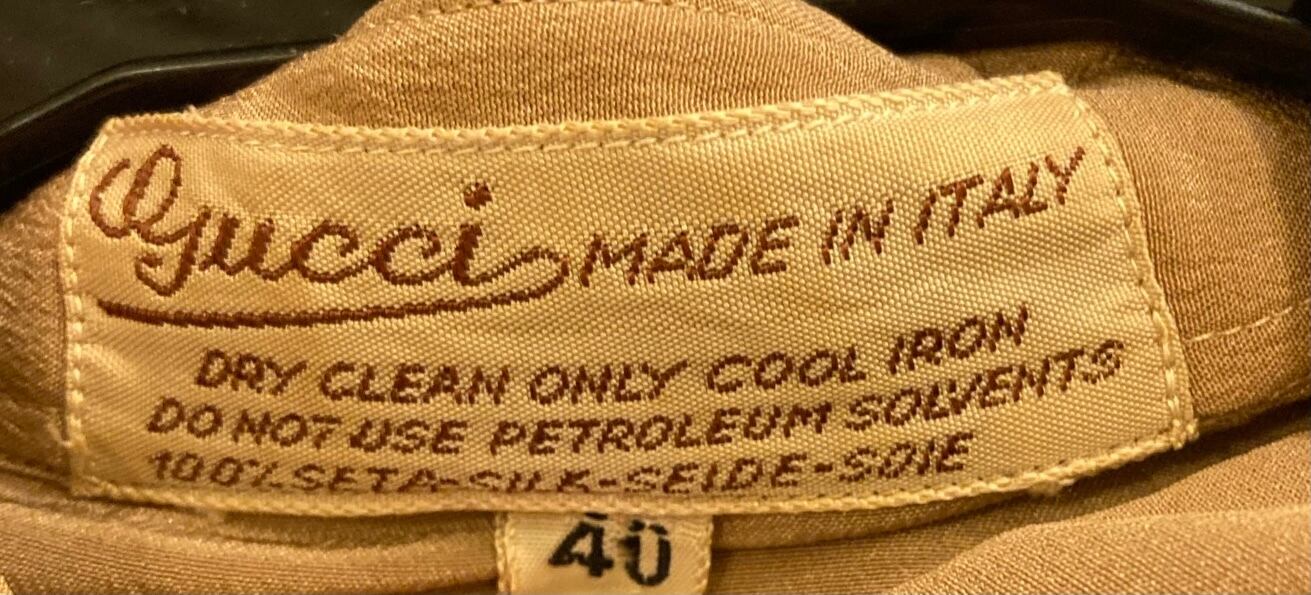 Gucci MADE IN ITALY
DRY CLEAN ONLY COOL IRON
DO NOT USE PETROLEUM SOLVENTS
100% SETA-SILK-SEIDE-SOIE
40